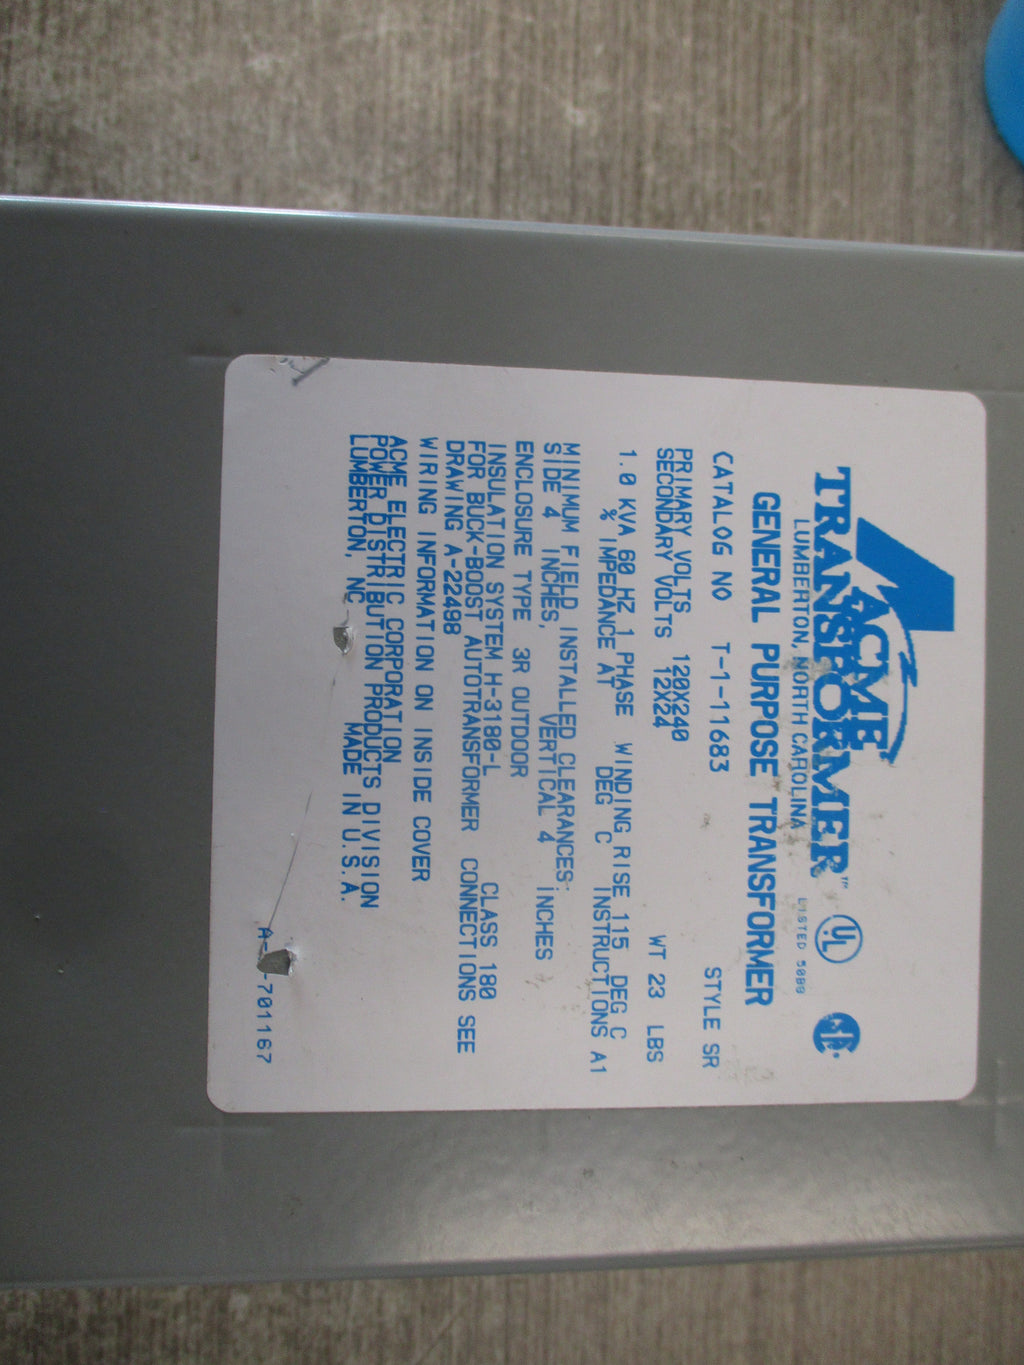 ACME
TRANSFORMER™
LUMBERTON, NORTH CAROLINA
UL
LISTED 50B9
GENERAL PURPOSE TRANSFORMER
CATALOG NO T-1-11683 STYLE SR
PRIMARY VOLTS 120X240
SECONDARY VOLTS 12X24 WT 23 LBS
1.0 KVA 60 HZ 1 PHASE WINDING RISE 115 DEG C
% IMPEDANCE AT DEG C INSTRUCTIONS A1
MINIMUM FIELD INSTALLED CLEARANCES:
SIDE 4 INCHES, VERTICAL 4 INCHES
ENCLOSURE TYPE 3R OUTDOOR
INSULATION SYSTEM H-3180-L CLASS 180
FOR BUCK-BOOST AUTOTRANSFORMER CONNECTIONS SEE
DRAWING A-22498
WIRING INFORMATION ON INSIDE COVER
ACME ELECTRIC CORPORATION
POWER DISTRIBUTION PRODUCTS DIVISION
LUMBERTON, NC MADE IN U.S.A.
-701167